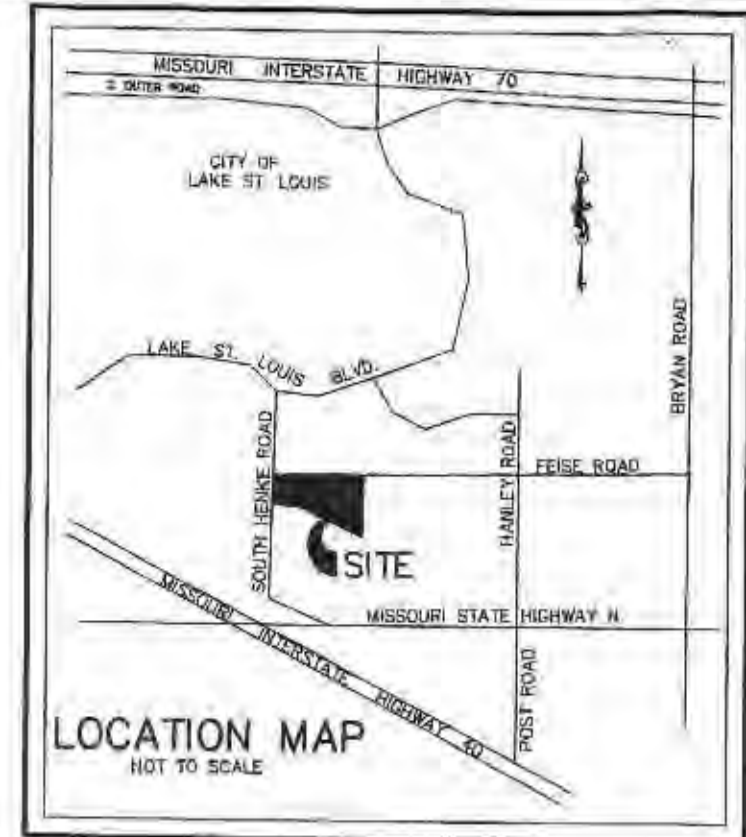 MISSOURI INTERSTATE HIGHWAY 70
S OUTER ROAD
CITY OF
LAKE ST LOUIS
BRYAN ROAD
LAKE ST. LOUIS BLVD.
SOUTH HENKE ROAD
HANLEY ROAD
FEISE ROAD
SITE
MISSOURI STATE HIGHWAY N
MISSOURI INTERSTATE HIGHWAY 40
POST ROAD
LOCATION MAP
NOT TO SCALE